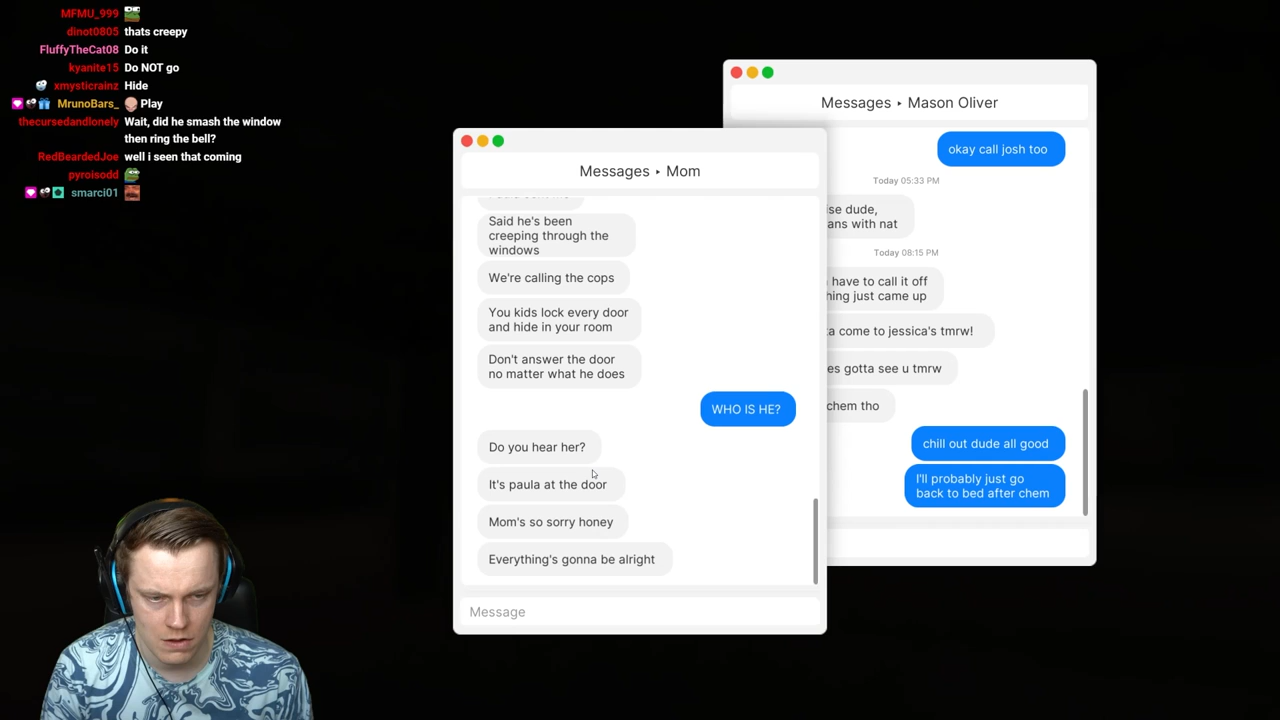 MFMU_999
dinot0805 thats creepy
FluffyTheCat08 Do it
kyanite15 Do NOT go
xmysticrainz Hide
MrunoBars_ Play
thecursedandlonely Wait, did he smash the window
then ring the bell?
RedBeardedJoe well i seen that coming
pyroisodd
smarci01
Messages ‣ Mom
Said he's been
creeping through the
windows
We're calling the cops
You kids lock every door
and hide in your room
Don't answer the door
no matter what he does
WHO IS HE?
Do you hear her?
It's paula at the door
Mom's so sorry honey
Everything's gonna be alright
Message
Messages ‣ Mason Oliver
okay call josh too
Today 05:33 PM
ise dude,
ans with nat
Today 08:15 PM
have to call it off
hing just came up
a come to jessica's tmrw!
es gotta see u tmrw
chem tho
chill out dude all good
I'll probably just go
back to bed after chem